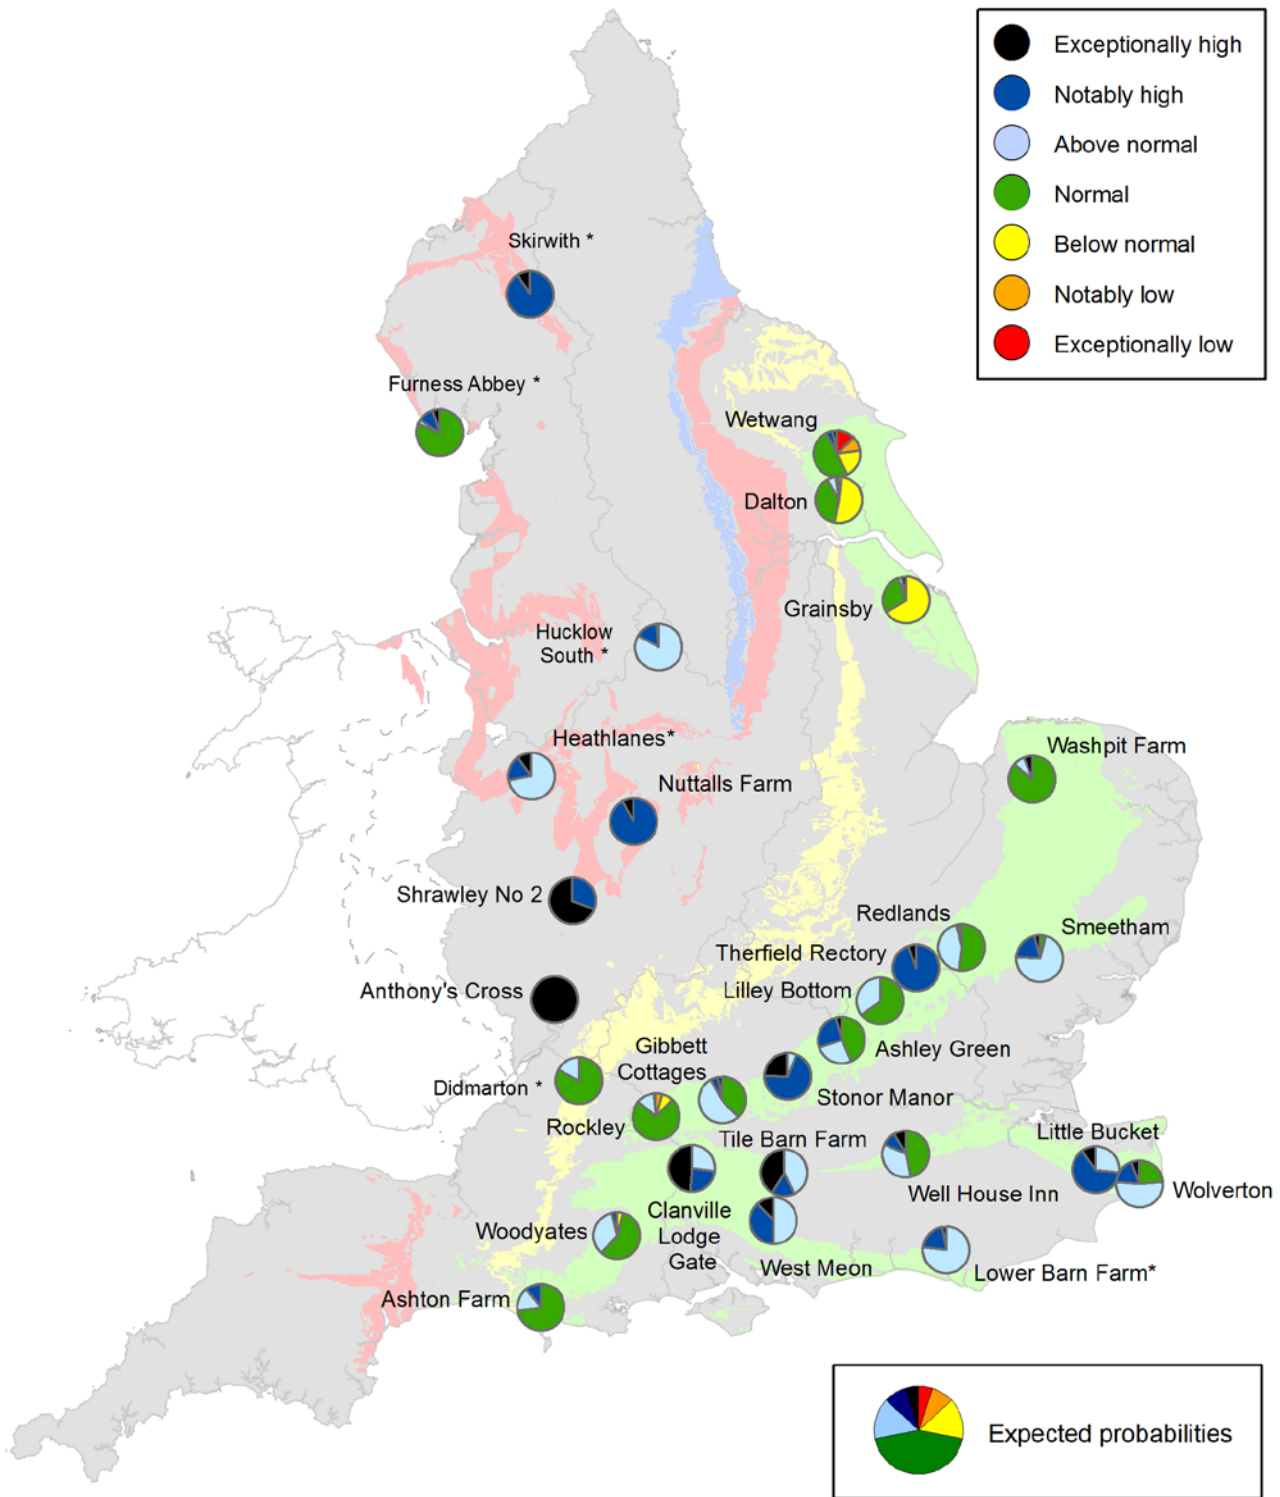 Exceptionally high
Notably high
Above normal
Normal
Below normal
Notably low
Exceptionally low
Skirwith *
Furness Abbey *
Wetwang
Dalton
Grainsby
Hucklow
South *
Heathlanes*
Nuttalls Farm
Washpit Farm
Shrawley No 2
Redlands
Smeetham
Therfield Rectory
Anthony's Cross
Lilley Bottom
Gibbett
Cottages
Ashley Green
Didmarton *
Stonor Manor
Rockley
Tile Barn Farm
Little Bucket
Well House Inn
Wolverton
Clanville
Lodge
Gate
Woodyates
West Meon
Lower Barn Farm*
Ashton Farm
Expected probabilities